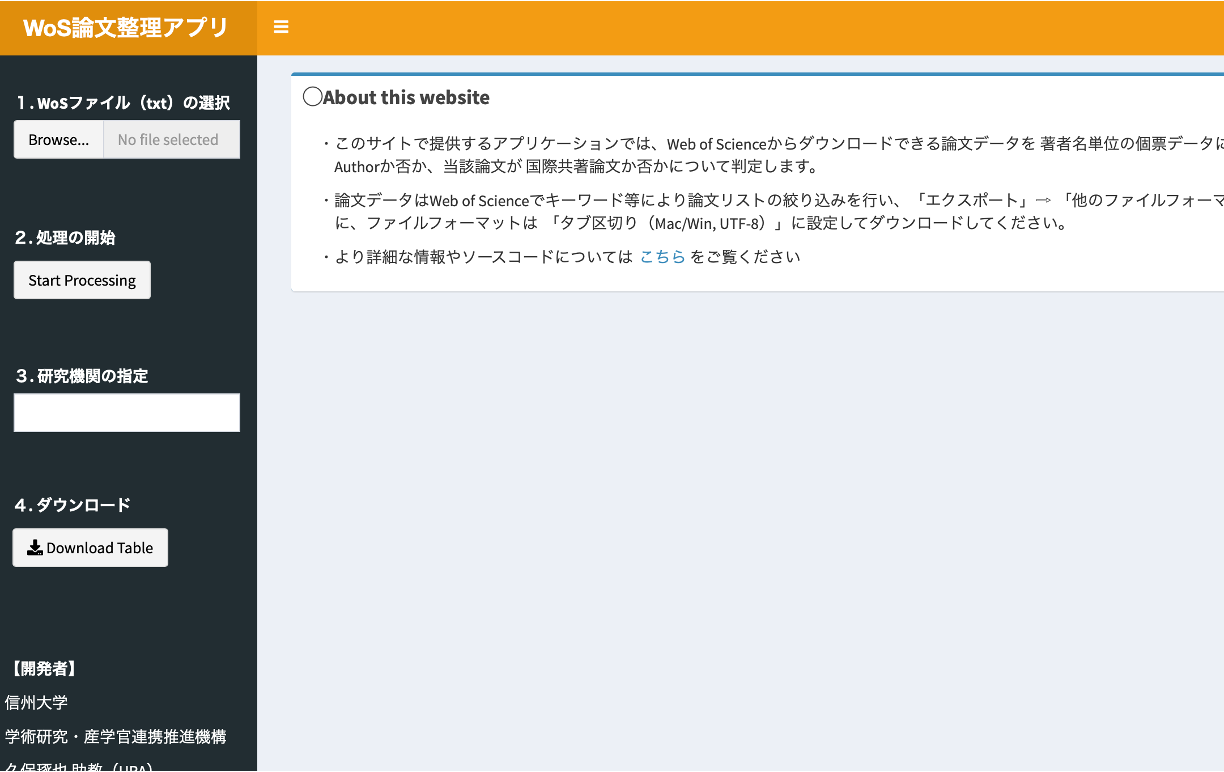 WoS論文整理アプリ
１. WoSファイル（txt）の選択
Browse... No file selected
２. 処理の開始
Start Processing
３. 研究機関の指定
４. ダウンロード
Download Table
【開発者】
信州大学
学術研究・産学官連携推進機構
久保琢也 助教（URA）
◯About this website
・このサイトで提供するアプリケーションでは、Web of Scienceからダウンロードできる論文データを 著者名単位の個票データに
Authorか否か、当該論文が 国際共著論文か否かについて判定します。
・論文データはWeb of Scienceでキーワード等により論文リストの絞り込みを行い、「エクスポート」⇨ 「他のファイルフォーマ
に、ファイルフォーマットは 「タブ区切り（Mac/Win, UTF-8）」に設定してダウンロードしてください。
・より詳細な情報やソースコードについては こちら をご覧ください